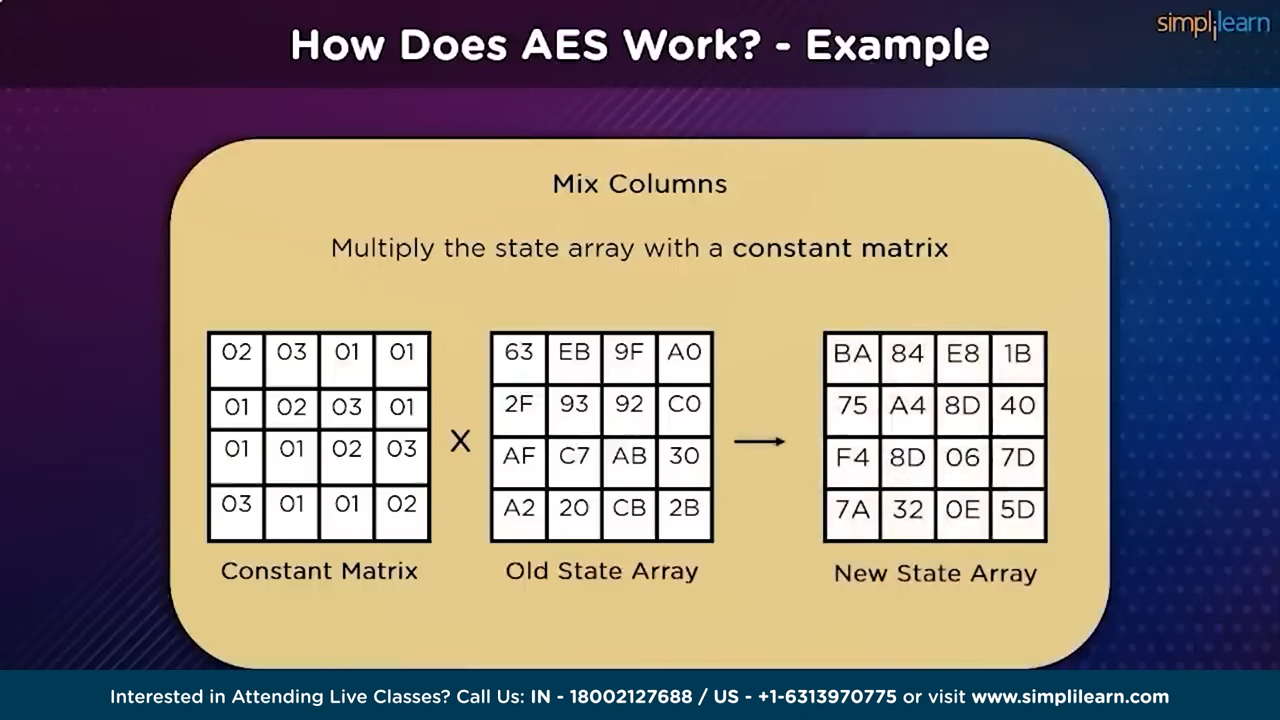 simplilearn
How Does AES Work? - Example
Mix Columns
Multiply the state array with a constant matrix
02 03 01 01
01 02 03 01
01 01 02 03
03 01 01 02
Constant Matrix
X
63 EB 9F A0
2F 93 92 C0
AF C7 AB 30
A2 20 CB 2B
Old State Array
BA 84 E8 1B
75 A4 8D 40
F4 8D 06 7D
7A 32 0E 5D
New State Array
Interested in Attending Live Classes? Call Us: IN - 18002127688 / US - +1-6313970775 or visit www.simplilearn.com